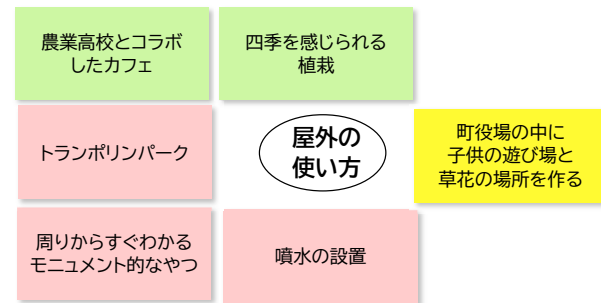 農業高校とコラボ
したカフェ
四季を感じられる
植栽
トランポリンパーク
屋外の
使い方
町役場の中に
子供の遊び場と
草花の場所を作る
周りからすぐわかる
モニュメント的なやつ
噴水の設置